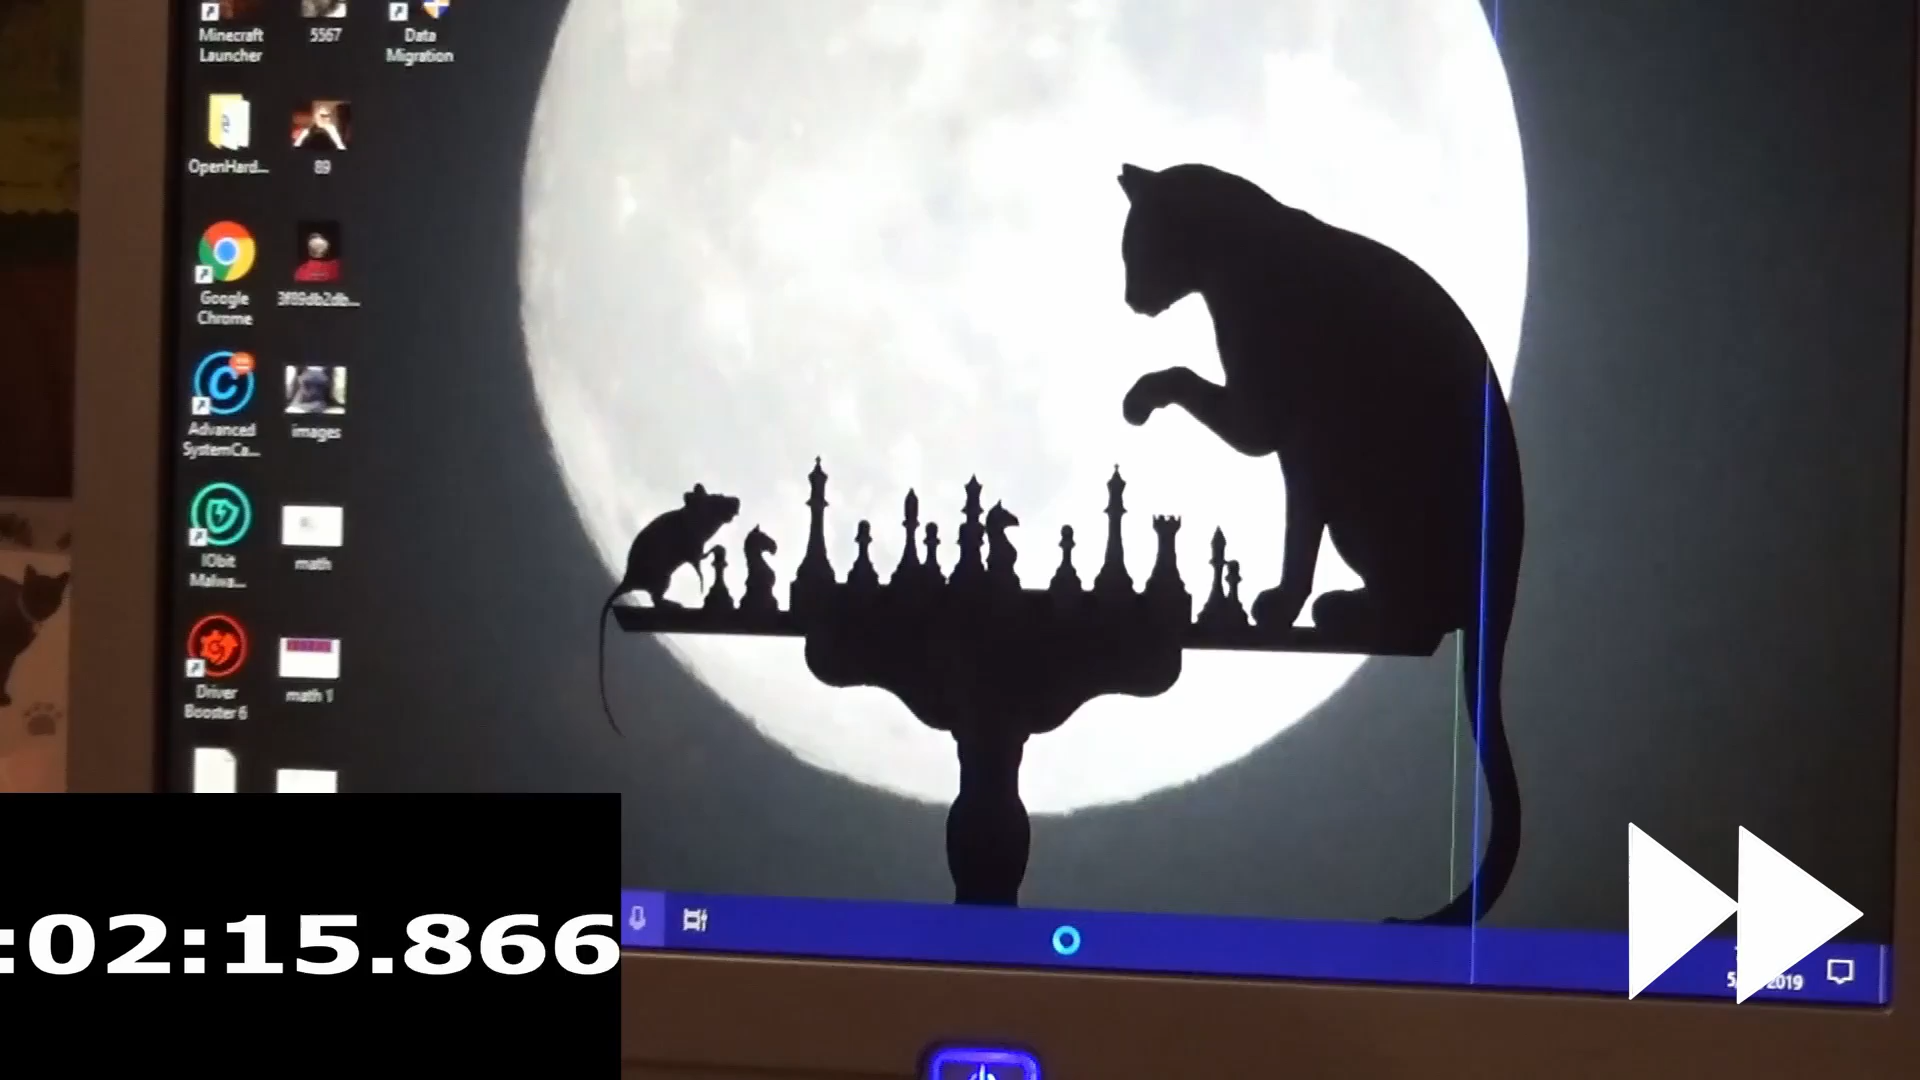 Minecraft
Launcher
5567
Data
Migration
OpenHard...
89
Google
Chrome
3f89db2db...
Advanced
SystemCa...
images
IObit
Malwa...
math
Driver
Booster 6
math 1
:02:15.866
2019